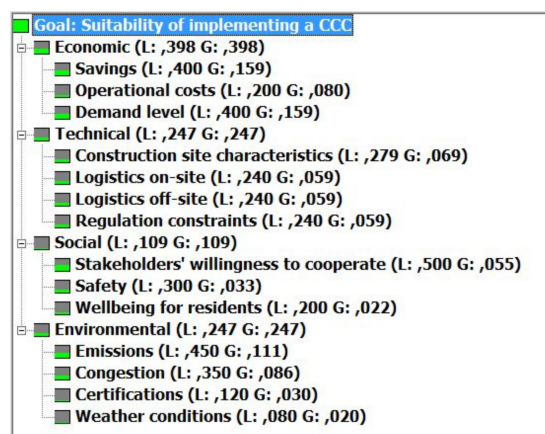 Goal: Suitability of implementing a CCC
Economic (L: ,398 G: ,398)
Savings (L: ,400 G: ,159)
Operational costs (L: ,200 G: ,080)
Demand level (L: ,400 G: ,159)
Technical (L: ,247 G: ,247)
Construction site characteristics (L: ,279 G: ,069)
Logistics on-site (L: ,240 G: ,059)
Logistics off-site (L: ,240 G: ,059)
Regulation constraints (L: ,240 G: ,059)
Social (L: ,109 G: ,109)
Stakeholders' willingness to cooperate (L: ,500 G: ,055)
Safety (L: ,300 G: ,033)
Wellbeing for residents (L: ,200 G: ,022)
Environmental (L: ,247 G: ,247)
Emissions (L: ,450 G: ,111)
Congestion (L: ,350 G: ,086)
Certifications (L: ,120 G: ,030)
Weather conditions (L: ,080 G: ,020)